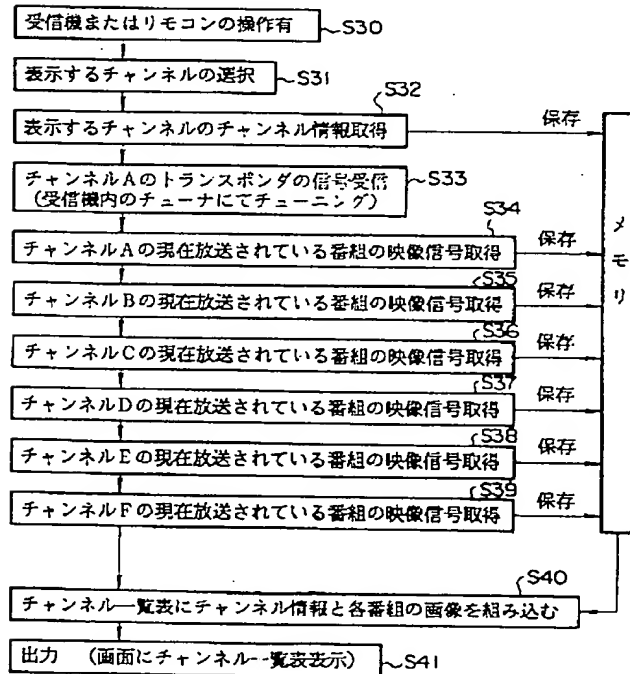 受信機またはリモコンの操作有 S30
表示するチャンネルの選択 S31
S32
表示するチャンネルのチャンネル情報取得 保存
チャンネルAのトランスポンダの信号受信 S33
(受信機内のチューナにてチューニング)
S34
チャンネルAの現在放送されている番組の映像信号取得 保存
S35
チャンネルBの現在放送されている番組の映像信号取得 保存
S36
チャンネルCの現在放送されている番組の映像信号取得 保存
S37
チャンネルDの現在放送されている番組の映像信号取得 保存
S38
チャンネルEの現在放送されている番組の映像信号取得 保存
S39
チャンネルFの現在放送されている番組の映像信号取得 保存
メモリ
S40
チャンネル一覧表にチャンネル情報と各番組の画像を組み込む
出力 (画面にチャンネル一覧表表示) S41